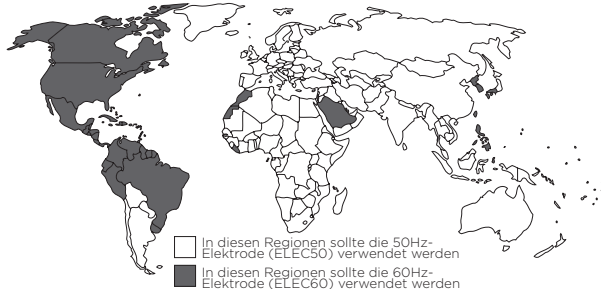 In diesen Regionen sollte die 50Hz-
Elektrode (ELEC50) verwendet werden
In diesen Regionen sollte die 60Hz-
Elektrode (ELEC60) verwendet werden